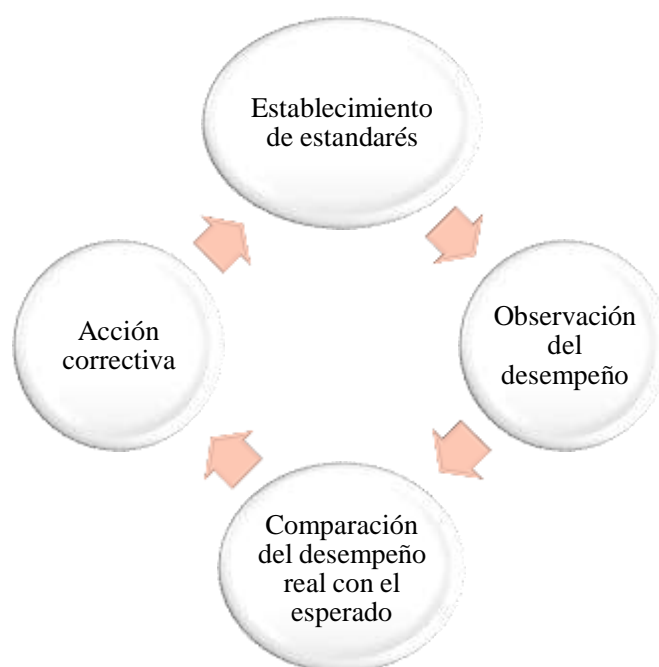 Establecimiento
de estandarés
Observación
del
desempeño
Comparación
del desempeño
real con el
esperado
Acción
correctiva